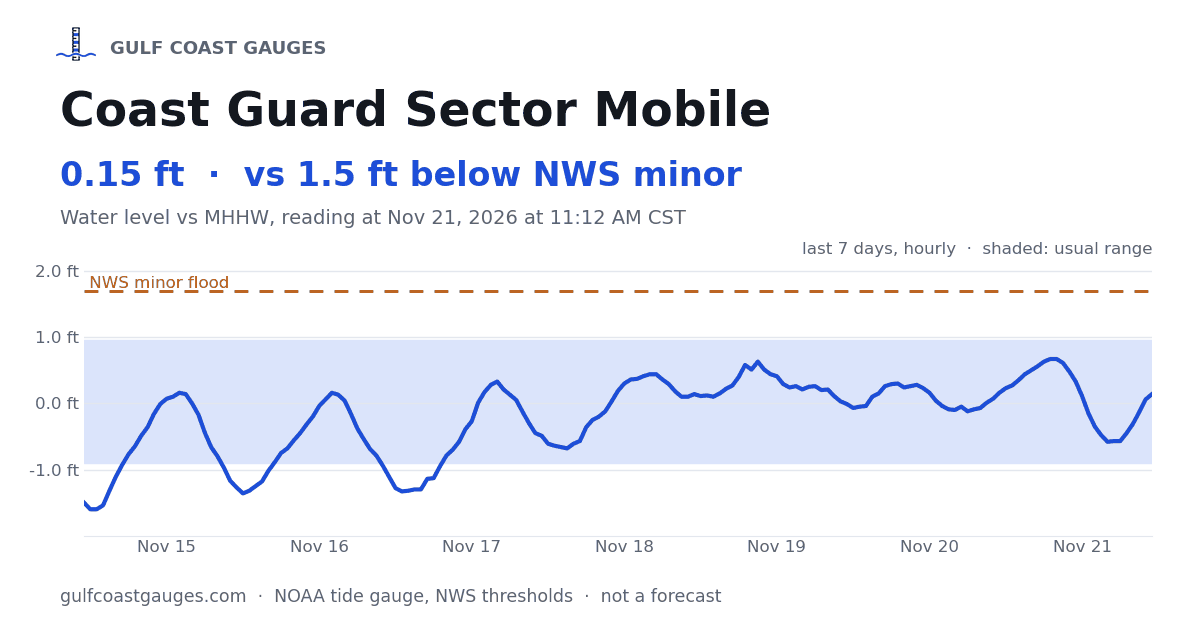 GULF COAST GAUGES
Coast Guard Sector Mobile
0.15 ft · vs 1.5 ft below NWS minor
Water level vs MHHW, reading at Nov 21, 2026 at 11:12 AM CST
last 7 days, hourly · shaded: usual range
2.0 ft
NWS minor flood
1.0 ft
0.0 ft
-1.0 ft
Nov 15 Nov 16 Nov 17 Nov 18 Nov 19 Nov 20 Nov 21
gulfcoastgauges.com · NOAA tide gauge, NWS thresholds · not a forecast